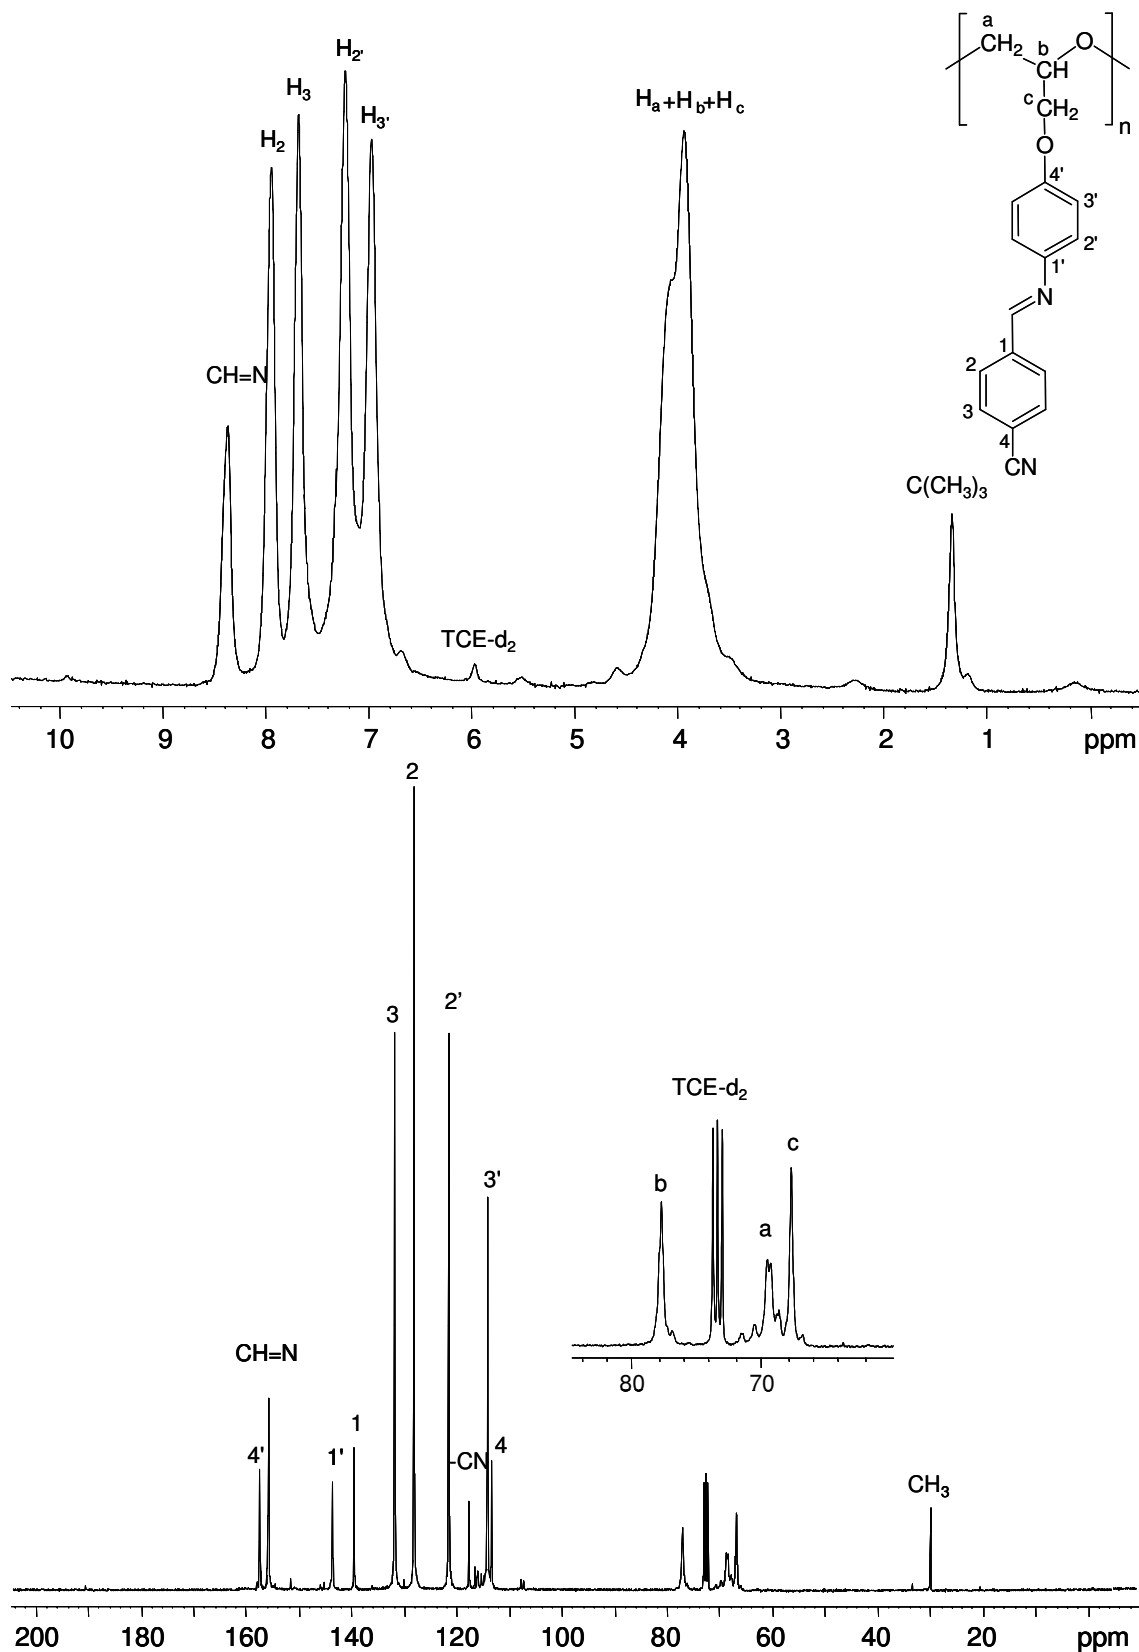 H2'
H3
H3'
H2
Ha+Hb+Hc
CH=N
TCE-d2
C(CH3)3
a
CH2
b
O
CH
c
CH2
n
O
4'
3'
2'
1'
N
1
2
3
4
CN
10 9 8 7 6 5 4 3 2 1 ppm
2
3
2'
TCE-d2
c
3'
b
a
80 70
CH=N
1
4'
1'
-CN
4
CH3
200 180 160 140 120 100 80 60 40 20 ppm